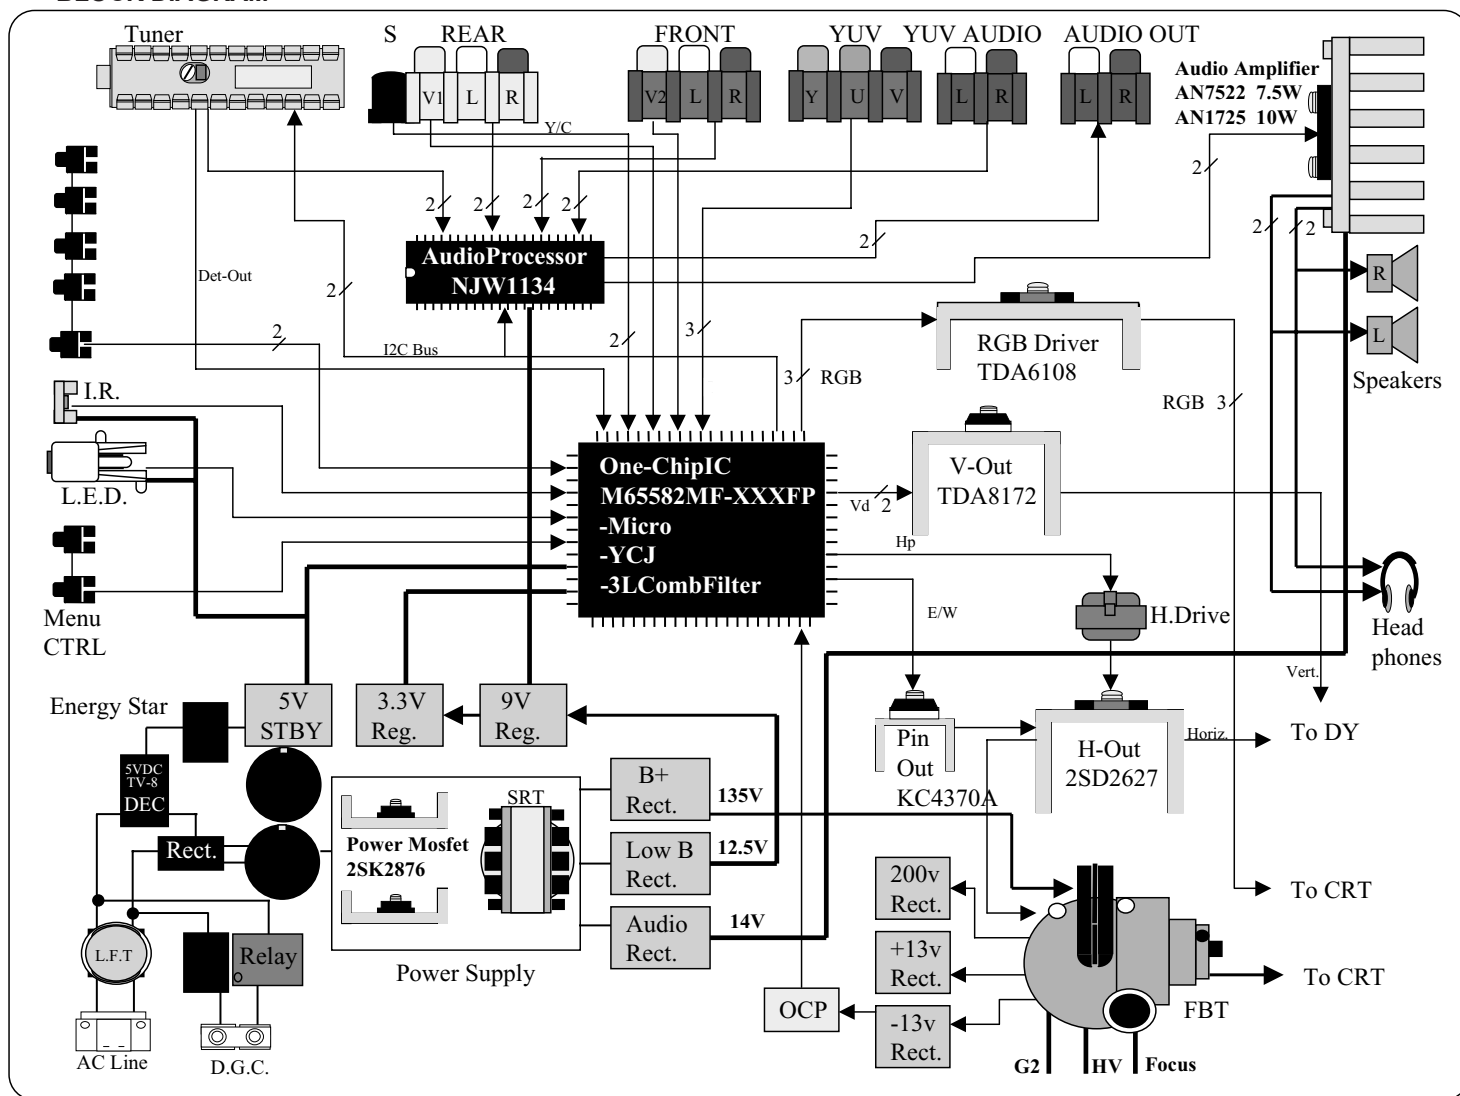 Tuner
S
REAR
FRONT
YUV
YUV AUDIO
AUDIO OUT
V1
L
R
V2
L
R
Y
U
V
L
R
L
R
Audio Amplifier
AN7522 7.5W
AN1725 10W
Y/C
2
2
2
2
2
2
2
2
AudioProcessor
NJW1134
Det-Out
2
2
I2C Bus
2
3
3
RGB
RGB Driver
TDA6108
RGB
3
R
L
Speakers
I.R.
L.E.D.
Menu
CTRL
One-ChipIC
M65582MF-XXXFP
-Micro
-YCJ
-3LCombFilter
Vd
2
V-Out
TDA8172
Hp
E/W
H.Drive
Head
phones
Vert.
To DY
Horiz.
Energy Star
5V
STBY
3.3V
Reg.
9V
Reg.
Pin
Out
KC4370A
H-Out
2SD2627
5VDC
TV-8
DEC
Rect.
Power Mosfet
2SK2876
SRT
B+
Rect.
135V
Low B
Rect.
12.5V
Audio
Rect.
14V
Power Supply
200v
Rect.
+13v
Rect.
-13v
Rect.
OCP
To CRT
To CRT
FBT
G2
HV
Focus
L.F.T
Relay
AC Line
D.G.C.